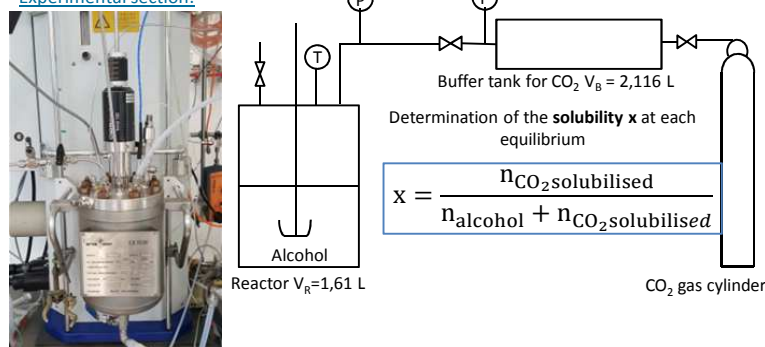 Experimental section:
P
T
Buffer tank for CO₂ V_B = 2,116 L
Determination of the solubility x at each
equilibrium
x = n_CO₂solubilised / (n_alcohol + n_CO₂solubilised)
Alcohol
Reactor V_R=1,61 L
CO₂ gas cylinder